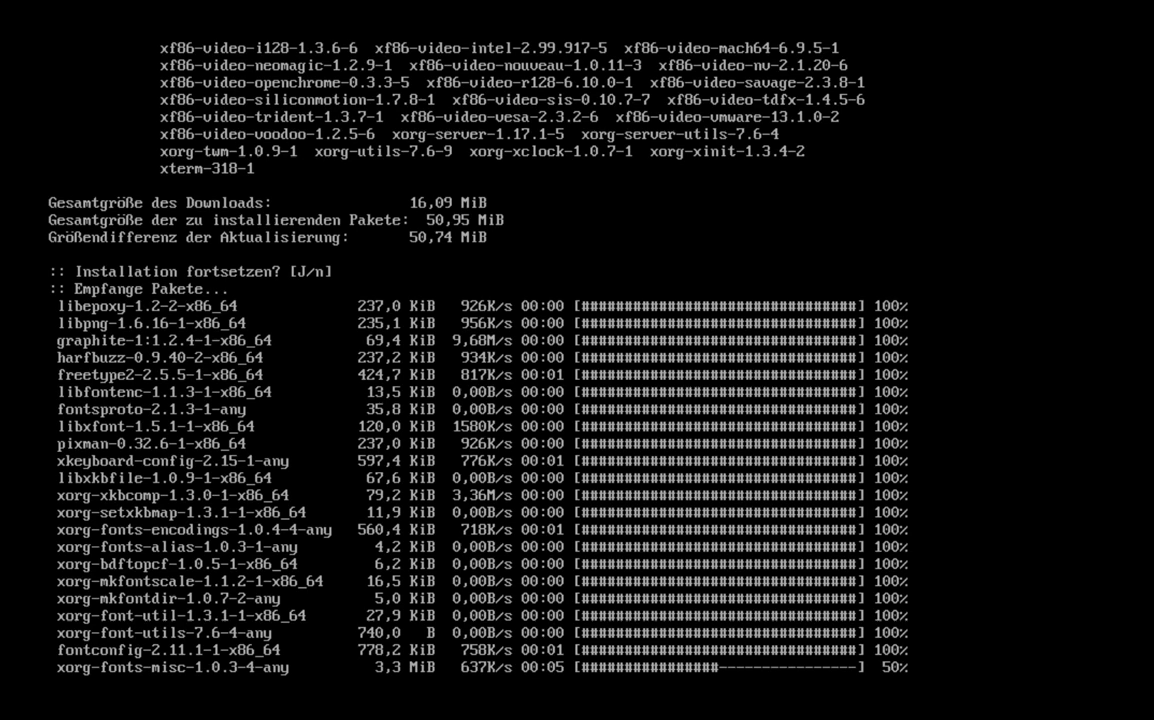 xf86-video-i128-1.3.6-6  xf86-video-intel-2.99.917-5  xf86-video-mach64-6.9.5-1
xf86-video-neomagic-1.2.9-1  xf86-video-nouveau-1.0.11-3  xf86-video-nv-2.1.20-6
xf86-video-openchrome-0.3.3-5  xf86-video-r128-6.10.0-1  xf86-video-savage-2.3.8-1
xf86-video-siliconmotion-1.7.8-1  xf86-video-sis-0.10.7-7  xf86-video-tdfx-1.4.5-6
xf86-video-trident-1.3.7-1  xf86-video-vesa-2.3.2-6  xf86-video-vmware-13.1.0-2
xf86-video-voodoo-1.2.5-6  xorg-server-1.17.1-5  xorg-server-utils-7.6-4
xorg-twm-1.0.9-1  xorg-utils-7.6-9  xorg-xclock-1.0.7-1  xorg-xinit-1.3.4-2
xterm-318-1
Gesamtgröße des Downloads:                16,09 MiB
Gesamtgröße der zu installierenden Pakete:  50,95 MiB
Größendifferenz der Aktualisierung:       50,74 MiB
:: Installation fortsetzen? [J/n]
:: Empfange Pakete...
libepoxy-1.2-2-x86_64              237,0 KiB   926K/s 00:00 [################################] 100%
libpng-1.6.16-1-x86_64             235,1 KiB   956K/s 00:00 [################################] 100%
graphite-1:1.2.4-1-x86_64           69,4 KiB  9,68M/s 00:00 [################################] 100%
harfbuzz-0.9.40-2-x86_64           237,2 KiB   934K/s 00:00 [################################] 100%
freetype2-2.5.5-1-x86_64           424,7 KiB   817K/s 00:01 [################################] 100%
libfontenc-1.1.3-1-x86_64           13,5 KiB  0,00B/s 00:00 [################################] 100%
fontsproto-2.1.3-1-any              35,8 KiB  0,00B/s 00:00 [################################] 100%
libxfont-1.5.1-1-x86_64            120,0 KiB  1580K/s 00:00 [################################] 100%
pixman-0.32.6-1-x86_64             237,0 KiB   926K/s 00:00 [################################] 100%
xkeyboard-config-2.15-1-any        597,4 KiB   776K/s 00:01 [################################] 100%
libxkbfile-1.0.9-1-x86_64           67,6 KiB  0,00B/s 00:00 [################################] 100%
xorg-xkbcomp-1.3.0-1-x86_64         79,2 KiB  3,36M/s 00:00 [################################] 100%
xorg-setxkbmap-1.3.1-1-x86_64       11,9 KiB  0,00B/s 00:00 [################################] 100%
xorg-fonts-encodings-1.0.4-4-any   560,4 KiB   718K/s 00:01 [################################] 100%
xorg-fonts-alias-1.0.3-1-any         4,2 KiB  0,00B/s 00:00 [################################] 100%
xorg-bdftopcf-1.0.5-1-x86_64         6,2 KiB  0,00B/s 00:00 [################################] 100%
xorg-mkfontscale-1.1.2-1-x86_64     16,5 KiB  0,00B/s 00:00 [################################] 100%
xorg-mkfontdir-1.0.7-2-any           5,0 KiB  0,00B/s 00:00 [################################] 100%
xorg-font-util-1.3.1-1-x86_64       27,9 KiB  0,00B/s 00:00 [################################] 100%
xorg-font-utils-7.6-4-any          740,0   B  0,00B/s 00:00 [################################] 100%
fontconfig-2.11.1-1-x86_64         778,2 KiB   758K/s 00:01 [################################] 100%
xorg-fonts-misc-1.0.3-4-any          3,3 MiB   637K/s 00:05 [################----------------]  50%